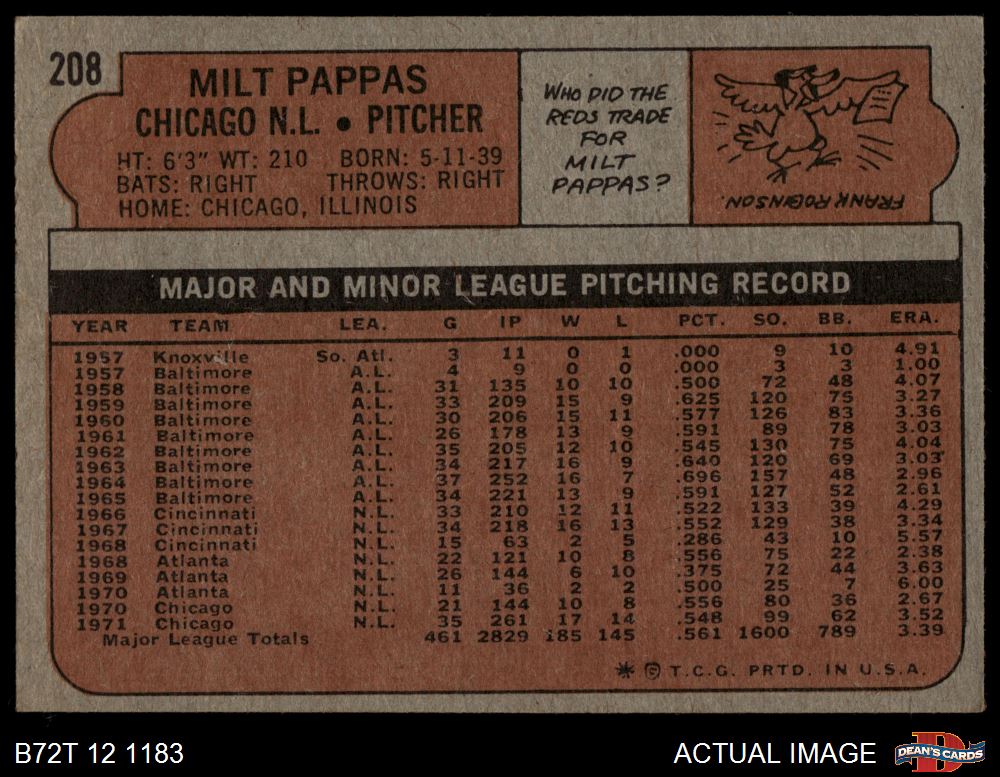 208
MILT PAPPAS
CHICAGO N.L. • PITCHER
HT: 6'3" WT: 210 BORN: 5-11-39
BATS: RIGHT THROWS: RIGHT
HOME: CHICAGO, ILLINOIS
WHO DID THE
REDS TRADE
FOR
MILT
PAPPAS?
FRANK ROBINSON
MAJOR AND MINOR LEAGUE PITCHING RECORD
YEAR TEAM LEA. G IP W L PCT. SO. BB. ERA.
1957 Knoxville So. Atl. 3 11 0 1 .000 9 10 4.91
1957 Baltimore A.L. 4 9 0 0 .000 3 3 1.00
1958 Baltimore A.L. 31 135 10 10 .500 72 48 4.07
1959 Baltimore A.L. 33 209 15 9 .625 120 75 3.27
1960 Baltimore A.L. 30 206 15 11 .577 126 83 3.36
1961 Baltimore A.L. 26 178 13 9 .591 89 78 3.03
1962 Baltimore A.L. 35 205 12 10 .545 130 75 4.04
1963 Baltimore A.L. 34 217 16 9 .640 120 69 3.03
1964 Baltimore A.L. 37 252 16 7 .696 157 48 2.96
1965 Baltimore A.L. 34 221 13 9 .591 127 52 2.61
1966 Cincinnati N.L. 33 210 12 11 .522 133 39 4.29
1967 Cincinnati N.L. 34 218 16 13 .552 129 38 3.34
1968 Cincinnati N.L. 15 63 2 5 .286 43 10 5.57
1968 Atlanta N.L. 22 121 10 8 .556 75 22 2.38
1969 Atlanta N.L. 26 144 6 10 .375 72 44 3.63
1970 Atlanta N.L. 11 36 2 2 .500 25 7 6.00
1970 Chicago N.L. 21 144 10 8 .556 80 36 2.67
1971 Chicago N.L. 35 261 17 14 .548 99 62 3.52
Major League Totals 461 2829 185 145 .561 1600 789 3.39
* © T.C.G. PRTD. IN U.S.A.
B72T 12 1183
ACTUAL IMAGE
D
DEAN'S CARDS